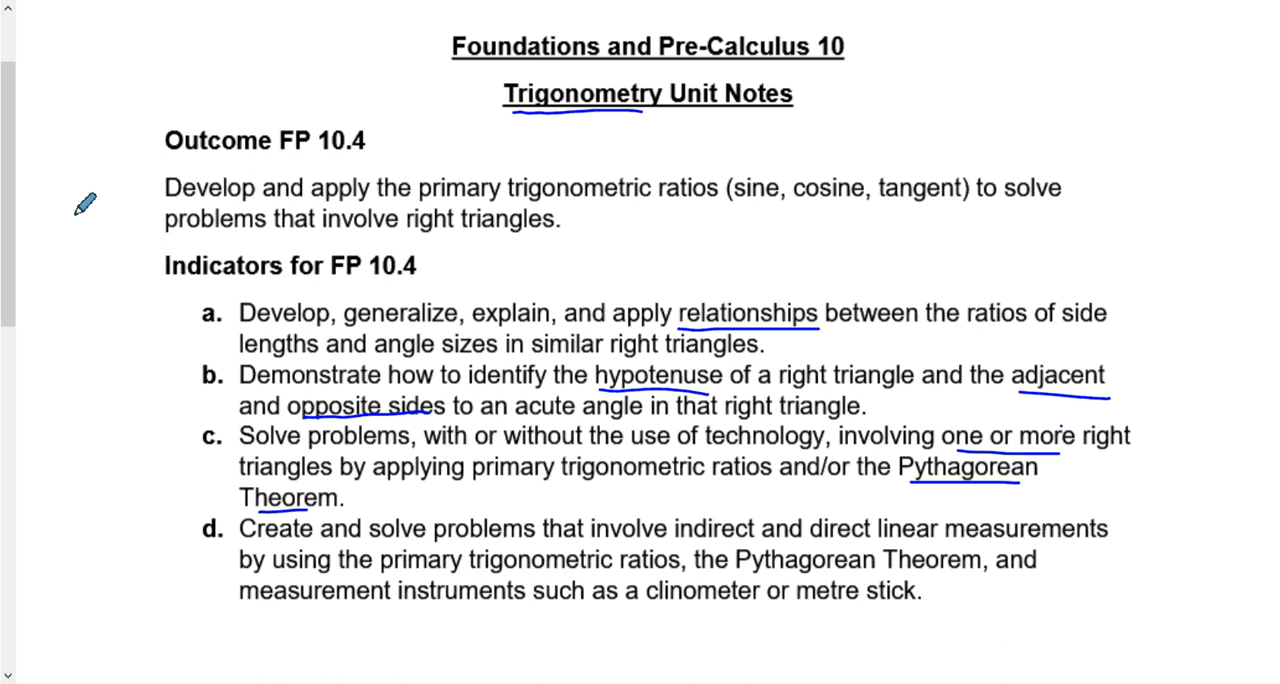 Foundations and Pre-Calculus 10
Trigonometry Unit Notes
Outcome FP 10.4
Develop and apply the primary trigonometric ratios (sine, cosine, tangent) to solve
problems that involve right triangles.
Indicators for FP 10.4
a. Develop, generalize, explain, and apply relationships between the ratios of side
lengths and angle sizes in similar right triangles.
b. Demonstrate how to identify the hypotenuse of a right triangle and the adjacent
and opposite sides to an acute angle in that right triangle.
c. Solve problems, with or without the use of technology, involving one or more right
triangles by applying primary trigonometric ratios and/or the Pythagorean
Theorem.
d. Create and solve problems that involve indirect and direct linear measurements
by using the primary trigonometric ratios, the Pythagorean Theorem, and
measurement instruments such as a clinometer or metre stick.